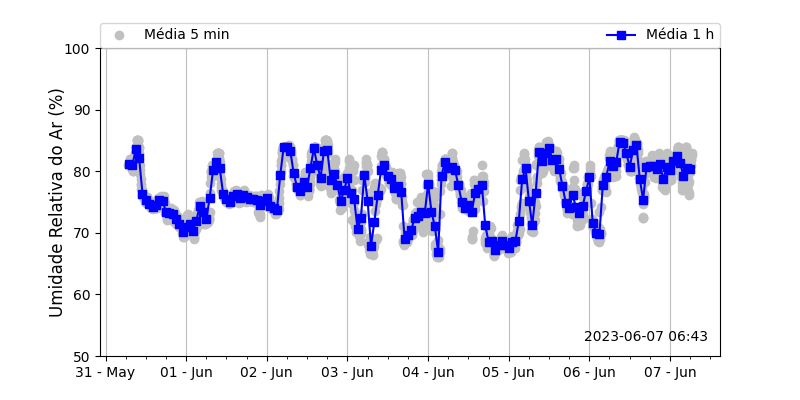 Média 5 min
Média 1 h
Umidade Relativa do Ar (%)
100
90
80
70
60
50
2023-06-07 06:43
31 - May
01 - Jun
02 - Jun
03 - Jun
04 - Jun
05 - Jun
06 - Jun
07 - Jun